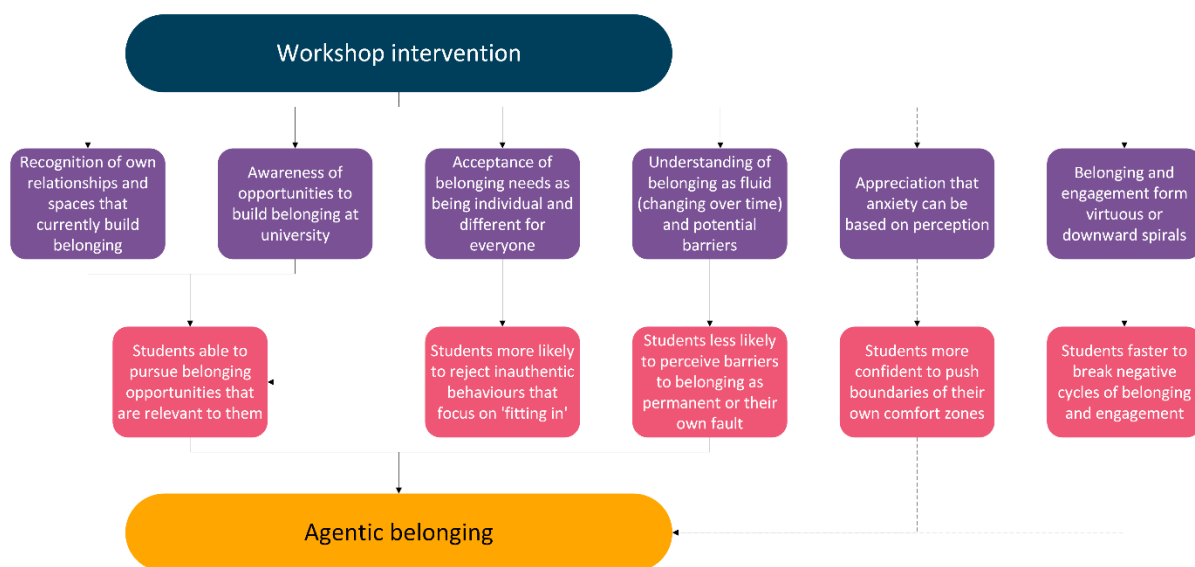 Workshop intervention
Recognition of own
relationships and
spaces that
currently build
belonging
Awareness of
opportunities to
build belonging at
university
Acceptance of
belonging needs as
being individual and
different for
everyone
Understanding of
belonging as fluid
(changing over time)
and potential
barriers
Appreciation that
anxiety can be
based on perception
Belonging and
engagement form
virtuous or
downward spirals
Students able to
pursue belonging
opportunities that
are relevant to them
Students more likely
to reject inauthentic
behaviours that
focus on 'fitting in'
Students less likely
to perceive barriers
to belonging as
permanent or their
own fault
Students more
confident to push
boundaries of their
own comfort zones
Students faster to
break negative
cycles of belonging
and engagement
Agentic belonging